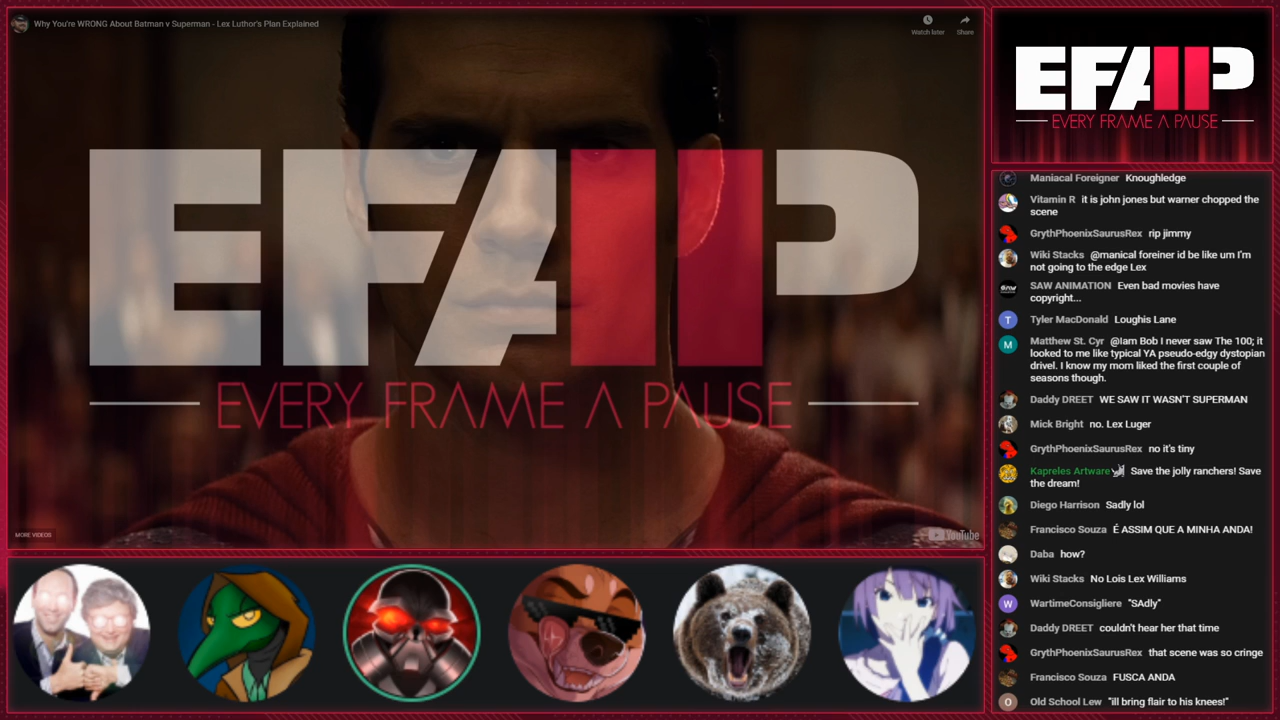 Why You're WRONG About Batman v Superman - Lex Luthor's Plan Explained
Watch later
Share
EFAP
EVERY FRAME A PAUSE
MORE VIDEOS
YouTube
EFAP
EVERY FRAME A PAUSE
Maniacal Foreigner Knoughledge
Vitamin R it is john jones but warner chopped the
scene
GrythPhoenixSaurusRex rip jimmy
Wiki Stacks @manical foreiner id be like um I'm
not going to the edge Lex
SAW ANIMATION Even bad movies have
copyright...
T
Tyler MacDonald Loughis Lane
M
Matthew St. Cyr @Iam Bob I never saw The 100; it
looked to me like typical YA pseudo-edgy dystopian
drivel. I know my mom liked the first couple of
seasons though.
Daddy DREET WE SAW IT WASN'T SUPERMAN
Mick Bright no. Lex Luger
GrythPhoenixSaurusRex no it's tiny
Kapreles Artware Save the jolly ranchers! Save
the dream!
Diego Harrison Sadly lol
Francisco Souza É ASSIM QUE A MINHA ANDA!
Daba how?
Wiki Stacks No Lois Lex Williams
W
WartimeConsigliere "SAdly"
Daddy DREET couldn't hear her that time
GrythPhoenixSaurusRex that scene was so cringe
Francisco Souza FUSCA ANDA
O
Old School Lew "ill bring flair to his knees!"